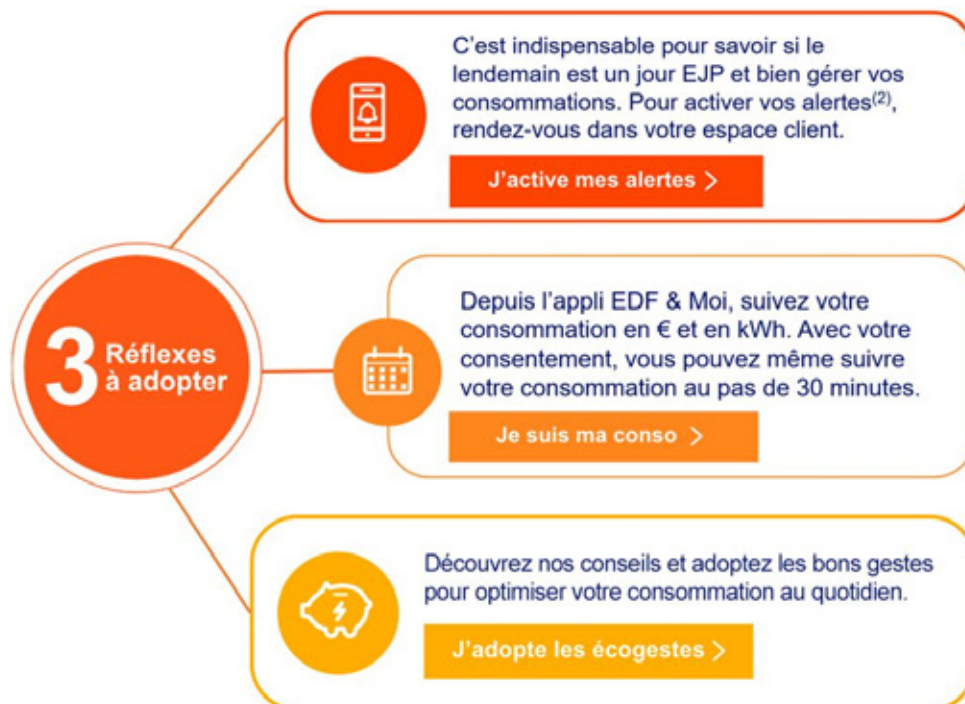 C’est indispensable pour savoir si le
lendemain est un jour EJP et bien gérer vos
consommations. Pour activer vos alertes⁽²⁾,
rendez-vous dans votre espace client.
J’active mes alertes >
3 Réflexes
à adopter
Depuis l’appli EDF & Moi, suivez votre
consommation en € et en kWh. Avec votre
consentement, vous pouvez même suivre
votre consommation au pas de 30 minutes.
Je suis ma conso >
Découvrez nos conseils et adoptez les bons gestes
pour optimiser votre consommation au quotidien.
J’adopte les écogestes >